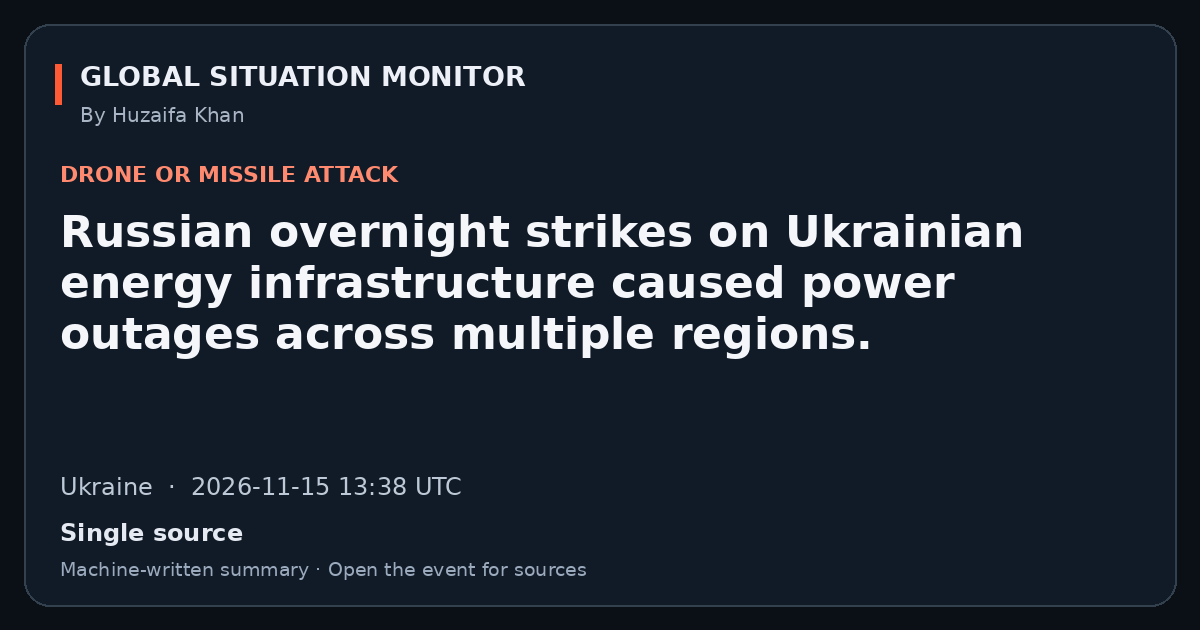 GLOBAL SITUATION MONITOR
By Huzaifa Khan
DRONE OR MISSILE ATTACK
Russian overnight strikes on Ukrainian
energy infrastructure caused power
outages across multiple regions.
Ukraine · 2026-11-15 13:38 UTC
Single source
Machine-written summary · Open the event for sources